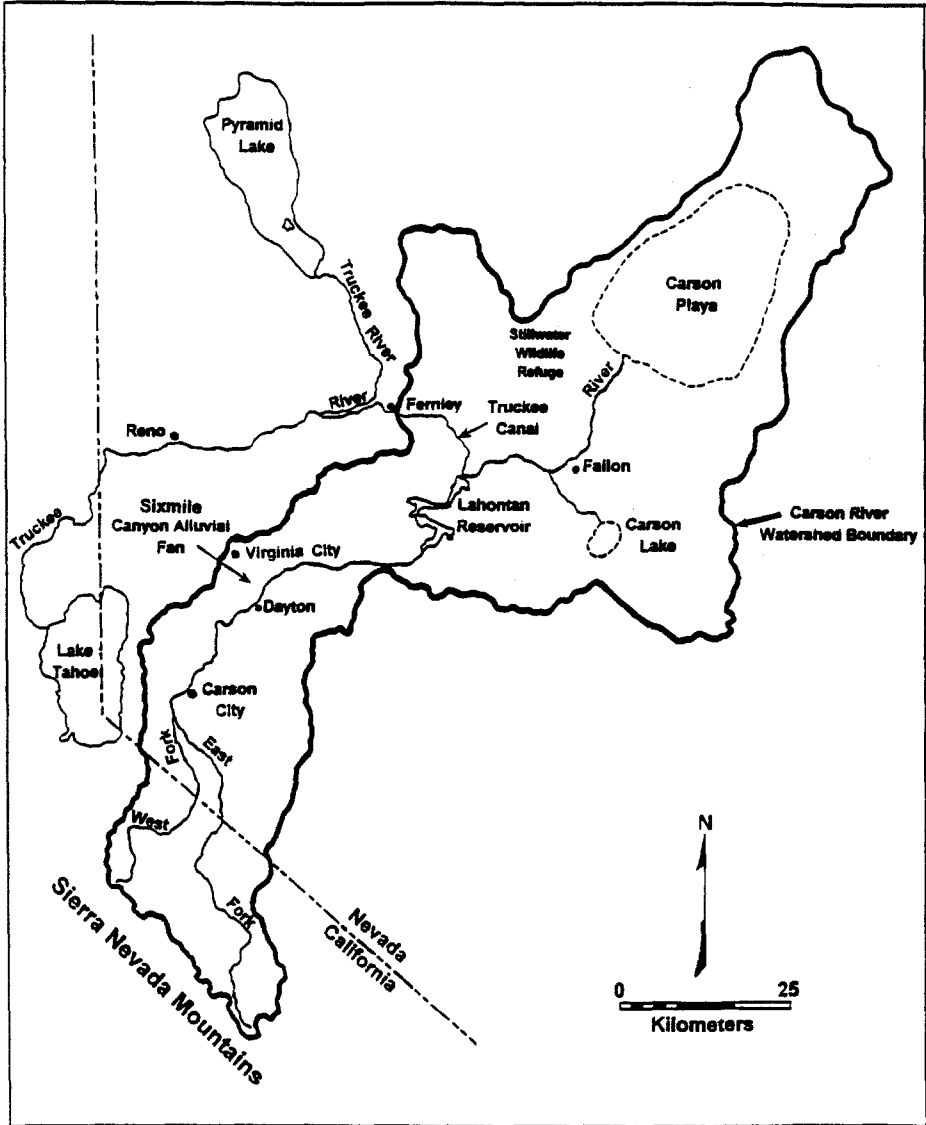 Pyramid
Lake
Truckee River
Carson
Playa
Stillwater
Wildlife
Refuge
River
River
Fernley
Truckee
Canal
Reno
Fallon
Sixmile
Canyon Alluvial
Fan
Lahontan
Reservoir
Carson
Lake
Carson River
Watershed Boundary
Truckee
Virginia City
Dayton
Lake
Tahoe
Carson
City
Fork
East
West
Fork
Sierra Nevada Mountains
Nevada
California
N
0 25
Kilometers